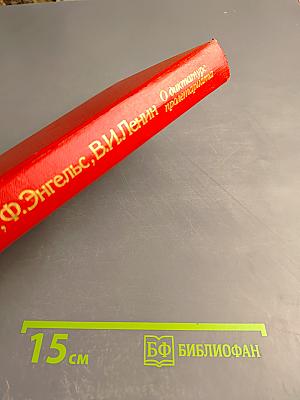 , Ф.Энгельс, В.И.Ленин
О диктатуре
пролетариата
15 см
БФ БИБЛИОФАН